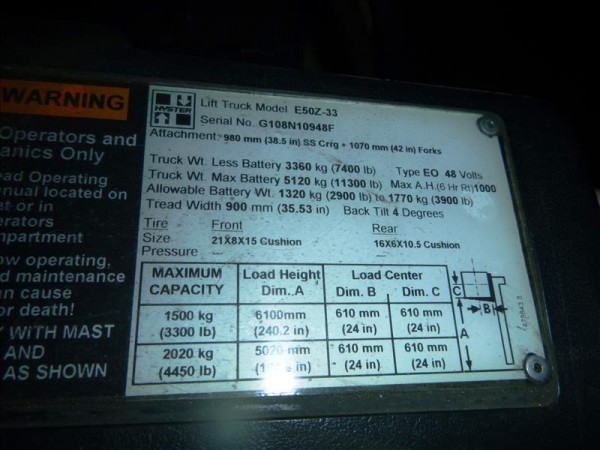 WARNING
Operators and
anics Only
ead Operating
nual located on
t or in
erators
mpartment
ow operating,
d maintenance
an cause
or death!
WITH MAST
AND
AS SHOWN
HYSTER
Lift Truck Model E50Z-33
Serial No. G108N10948F
Attachment: 980 mm (38.5 in) SS Crrg + 1070 mm (42 in) Forks
Truck Wt. Less Battery 3360 kg (7400 lb) Type EO 48 Volts
Truck Wt. Max Battery 5120 kg (11300 lb) Max A.H.(6 Hr Rt)1000
Allowable Battery Wt. 1320 kg (2900 lb) to 1770 kg (3900 lb)
Tread Width 900 mm (35.53 in) Back Tilt 4 Degrees
Tire Front Rear
Size 21X8X15 Cushion 16X6X10.5 Cushion
Pressure
MAXIMUM CAPACITY Load Height Dim. A Load Center Dim. B Dim. C
1500 kg 6100mm 610 mm 610 mm
(3300 lb) (240.2 in) (24 in) (24 in)
2020 kg 5020 mm 610 mm 610 mm
(4450 lb) in) (24 in) (24 in)
C
B
A